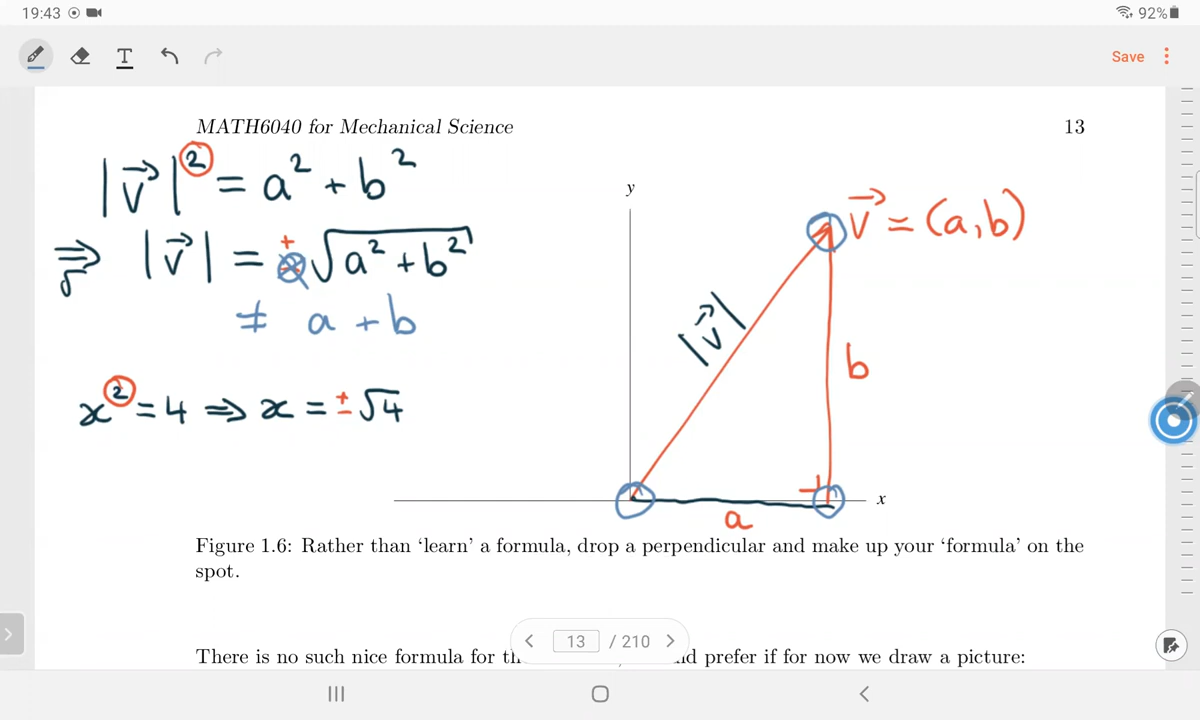 19:43 92%
T Save
MATH6040 for Mechanical Science 13
|v⃗|² = a² + b²
⇒ |v⃗| = ± √(a² + b²)
≠ a + b
x² = 4 ⇒ x = ± √4
y
v⃗ = (a, b)
|v⃗|
b
a
x
Figure 1.6: Rather than ‘learn’ a formula, drop a perpendicular and make up your ‘formula’ on the
spot.
13 / 210
There is no such nice formula for prefer if for now we draw a picture: